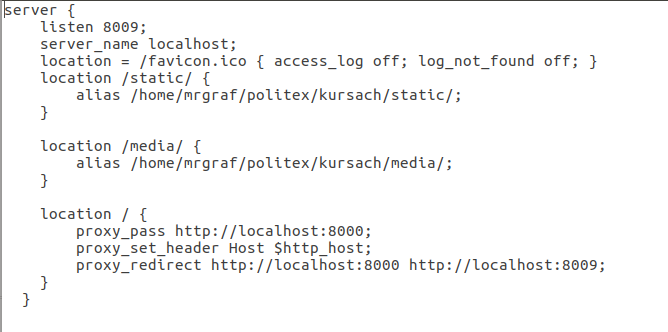 server {
    listen 8009;
    server_name localhost;
    location = /favicon.ico { access_log off; log_not_found off; }
    location /static/ {
        alias /home/mrgraf/politex/kursach/static/;
    }

    location /media/ {
        alias /home/mrgraf/politex/kursach/media/;
    }

    location / {
        proxy_pass http://localhost:8000;
        proxy_set_header Host $http_host;
        proxy_redirect http://localhost:8000 http://localhost:8009;
    }
  }